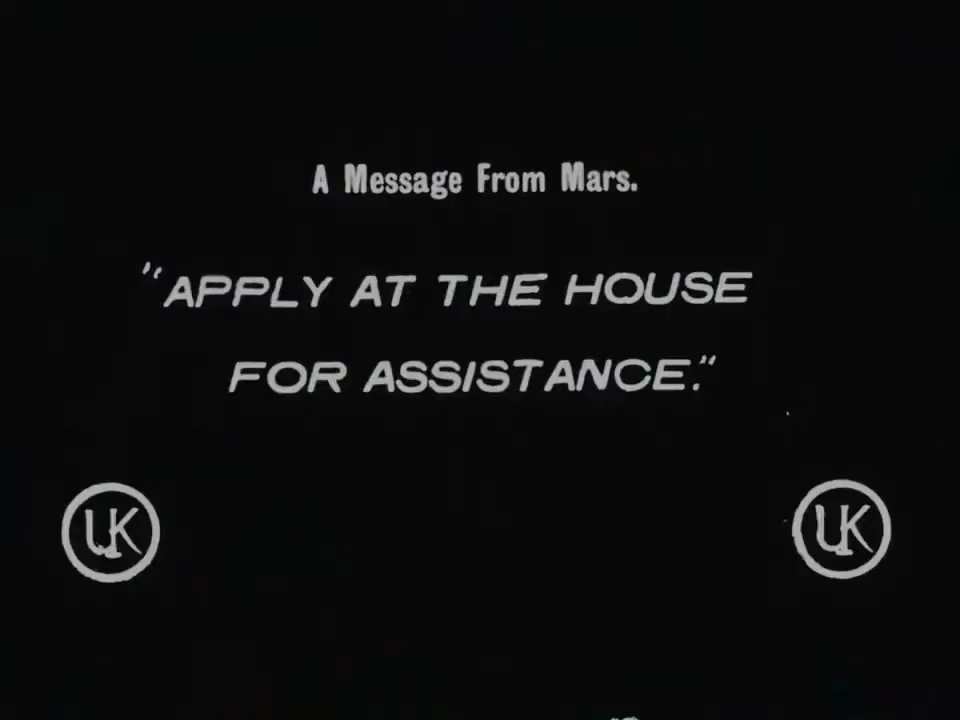 A Message From Mars.
"APPLY AT THE HOUSE
FOR ASSISTANCE."
UK UK